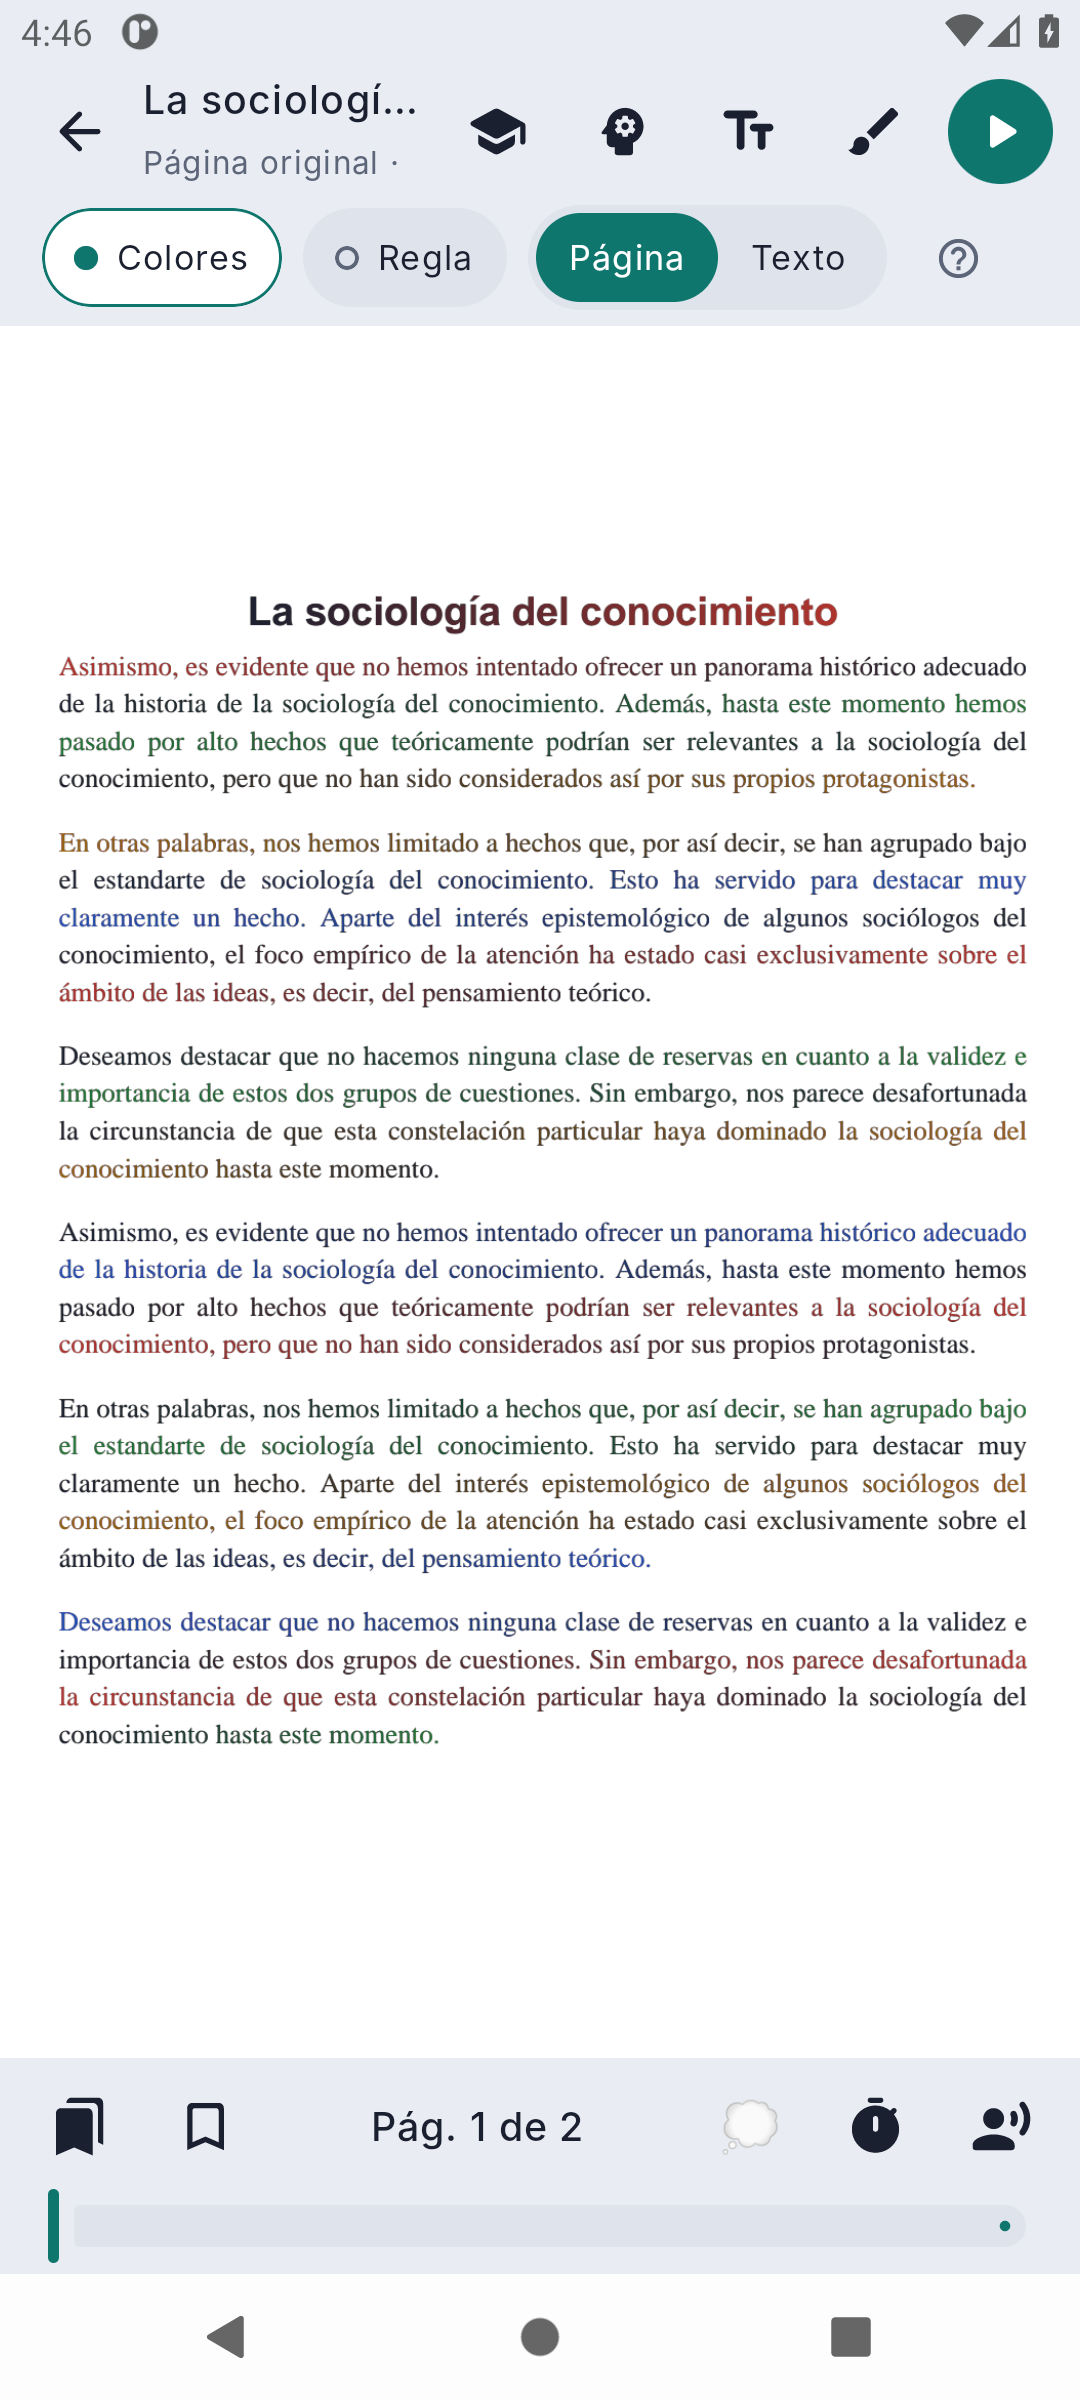 4:46
La sociologí...
Página original ·
Colores
Regla
Página
Texto
La sociología del conocimiento
Asimismo, es evidente que no hemos intentado ofrecer un panorama histórico adecuado
de la historia de la sociología del conocimiento. Además, hasta este momento hemos
pasado por alto hechos que teóricamente podrían ser relevantes a la sociología del
conocimiento, pero que no han sido considerados así por sus propios protagonistas.
En otras palabras, nos hemos limitado a hechos que, por así decir, se han agrupado bajo
el estandarte de sociología del conocimiento. Esto ha servido para destacar muy
claramente un hecho. Aparte del interés epistemológico de algunos sociólogos del
conocimiento, el foco empírico de la atención ha estado casi exclusivamente sobre el
ámbito de las ideas, es decir, del pensamiento teórico.
Deseamos destacar que no hacemos ninguna clase de reservas en cuanto a la validez e
importancia de estos dos grupos de cuestiones. Sin embargo, nos parece desafortunada
la circunstancia de que esta constelación particular haya dominado la sociología del
conocimiento hasta este momento.
Asimismo, es evidente que no hemos intentado ofrecer un panorama histórico adecuado
de la historia de la sociología del conocimiento. Además, hasta este momento hemos
pasado por alto hechos que teóricamente podrían ser relevantes a la sociología del
conocimiento, pero que no han sido considerados así por sus propios protagonistas.
En otras palabras, nos hemos limitado a hechos que, por así decir, se han agrupado bajo
el estandarte de sociología del conocimiento. Esto ha servido para destacar muy
claramente un hecho. Aparte del interés epistemológico de algunos sociólogos del
conocimiento, el foco empírico de la atención ha estado casi exclusivamente sobre el
ámbito de las ideas, es decir, del pensamiento teórico.
Deseamos destacar que no hacemos ninguna clase de reservas en cuanto a la validez e
importancia de estos dos grupos de cuestiones. Sin embargo, nos parece desafortunada
la circunstancia de que esta constelación particular haya dominado la sociología del
conocimiento hasta este momento.
Pág. 1 de 2